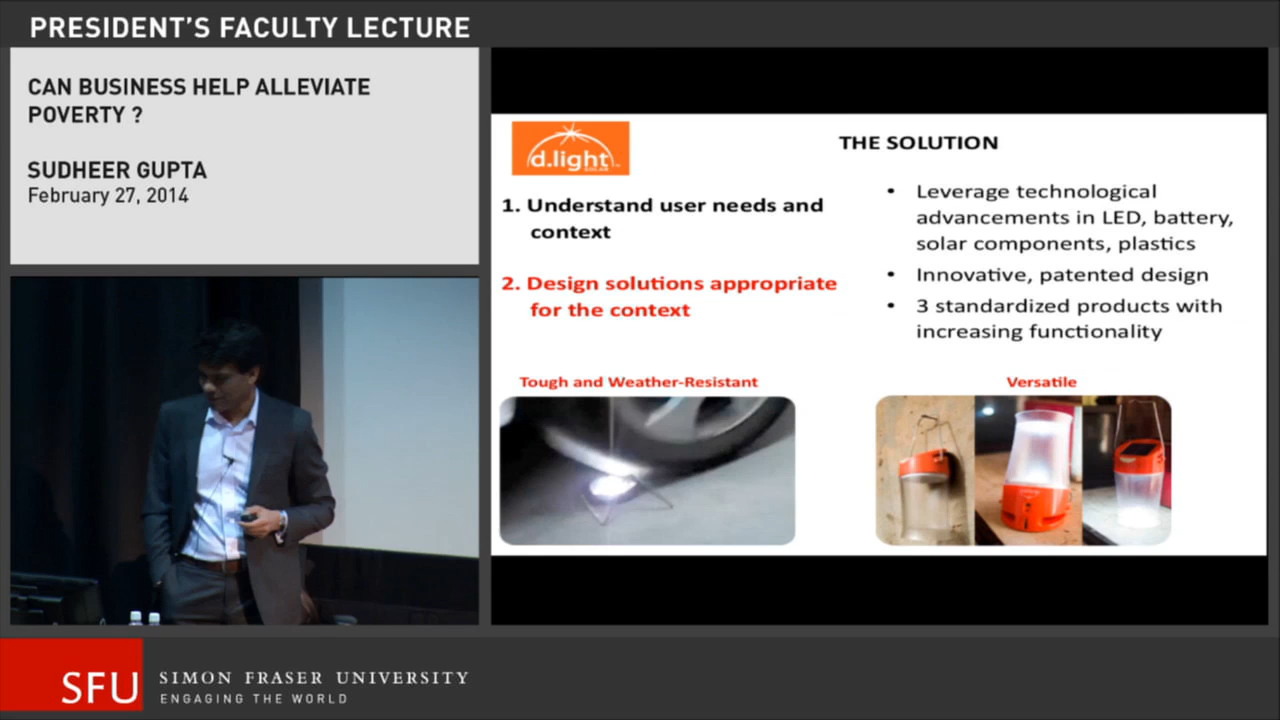 PRESIDENT'S FACULTY LECTURE
CAN BUSINESS HELP ALLEVIATE
POVERTY ?
SUDHEER GUPTA
February 27, 2014
d.light
SOLAR
THE SOLUTION
1. Understand user needs and
context
2. Design solutions appropriate
for the context
• Leverage technological
advancements in LED, battery,
solar components, plastics
• Innovative, patented design
• 3 standardized products with
increasing functionality
Tough and Weather-Resistant
Versatile
SFU
SIMON FRASER UNIVERSITY
ENGAGING THE WORLD